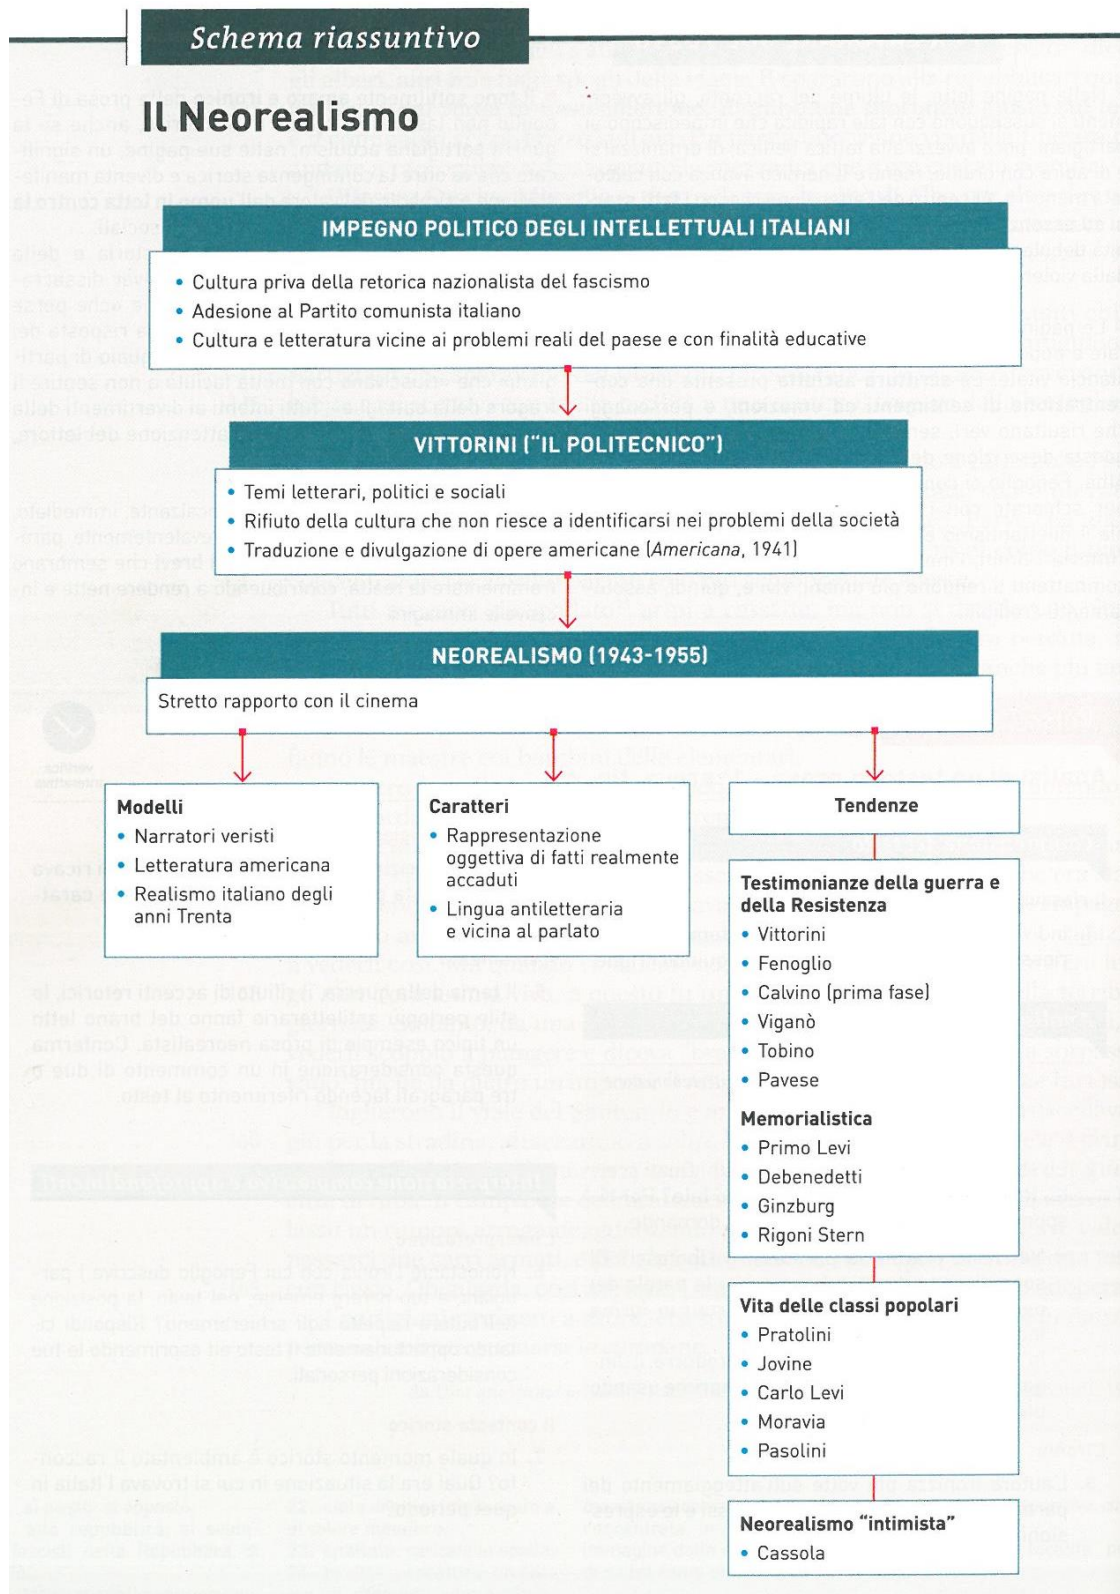 Schema riassuntivo
Il Neorealismo
IMPEGNO POLITICO DEGLI INTELLETTUALI ITALIANI
• Cultura priva della retorica nazionalista del fascismo
• Adesione al Partito comunista italiano
• Cultura e letteratura vicine ai problemi reali del paese e con finalità educative
VITTORINI ("IL POLITECNICO")
• Temi letterari, politici e sociali
• Rifiuto della cultura che non riesce a identificarsi nei problemi della società
• Traduzione e divulgazione di opere americane (Americana, 1941)
NEOREALISMO (1943-1955)
Stretto rapporto con il cinema
Modelli
• Narratori veristi
• Letteratura americana
• Realismo italiano degli
anni Trenta
Caratteri
• Rappresentazione
oggettiva di fatti realmente
accaduti
• Lingua antiletteraria
e vicina al parlato
Tendenze
Testimonianze della guerra e
della Resistenza
• Vittorini
• Fenoglio
• Calvino (prima fase)
• Viganò
• Tobino
• Pavese
Memorialistica
• Primo Levi
• Debenedetti
• Ginzburg
• Rigoni Stern
Vita delle classi popolari
• Pratolini
• Jovine
• Carlo Levi
• Moravia
• Pasolini
Neorealismo "intimista"
• Cassola